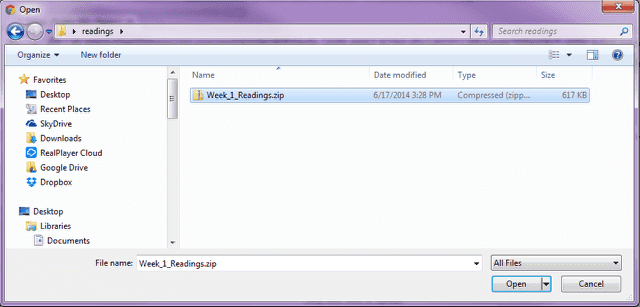 Open
readings
Search readings
Organize
New folder
Name
Date modified
Type
Size
Favorites
Desktop
Recent Places
SkyDrive
Downloads
RealPlayer Cloud
Google Drive
Dropbox
Desktop
Libraries
Documents
Week_1_Readings.zip 6/17/2014 3:28 PM Compressed (zipp... 617 KB
File name: Week_1_Readings.zip
All Files
Open
Cancel